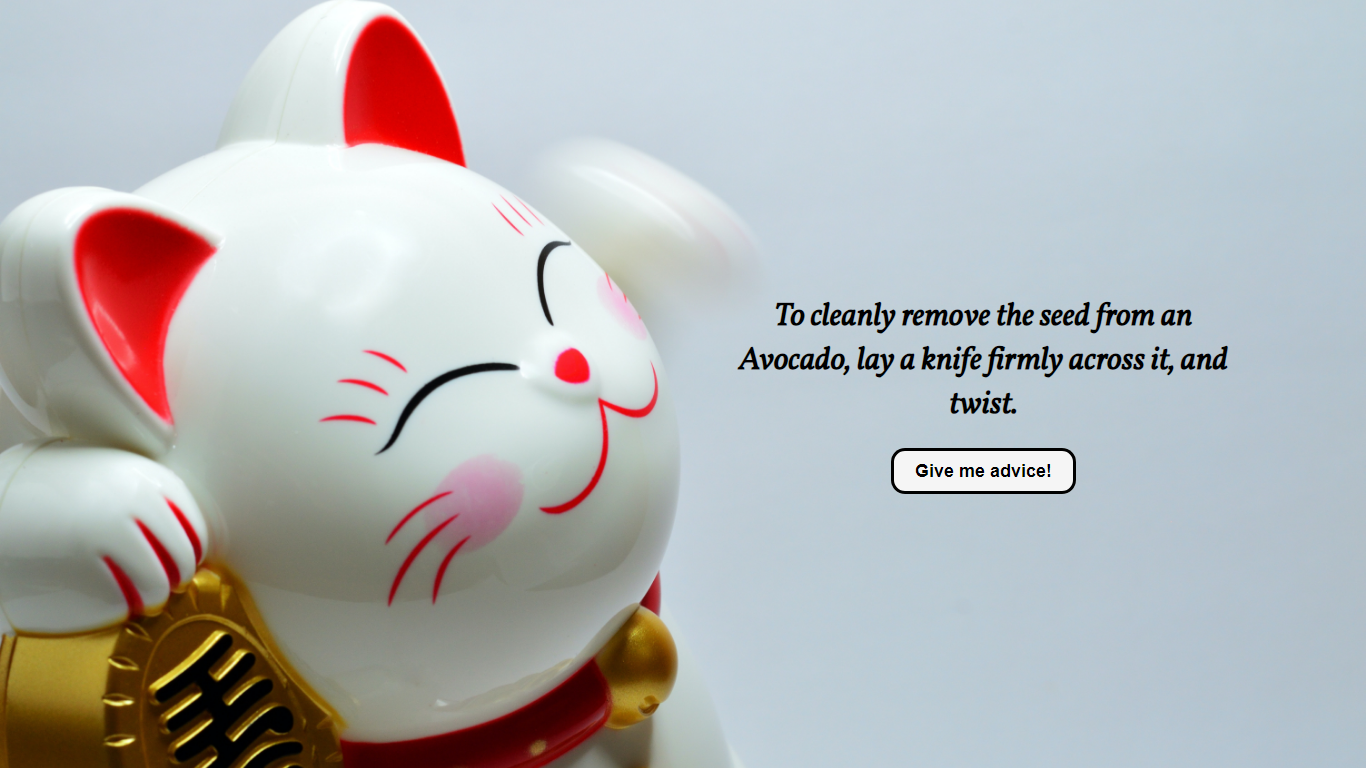 To cleanly remove the seed from an
Avocado, lay a knife firmly across it, and
twist.
Give me advice!